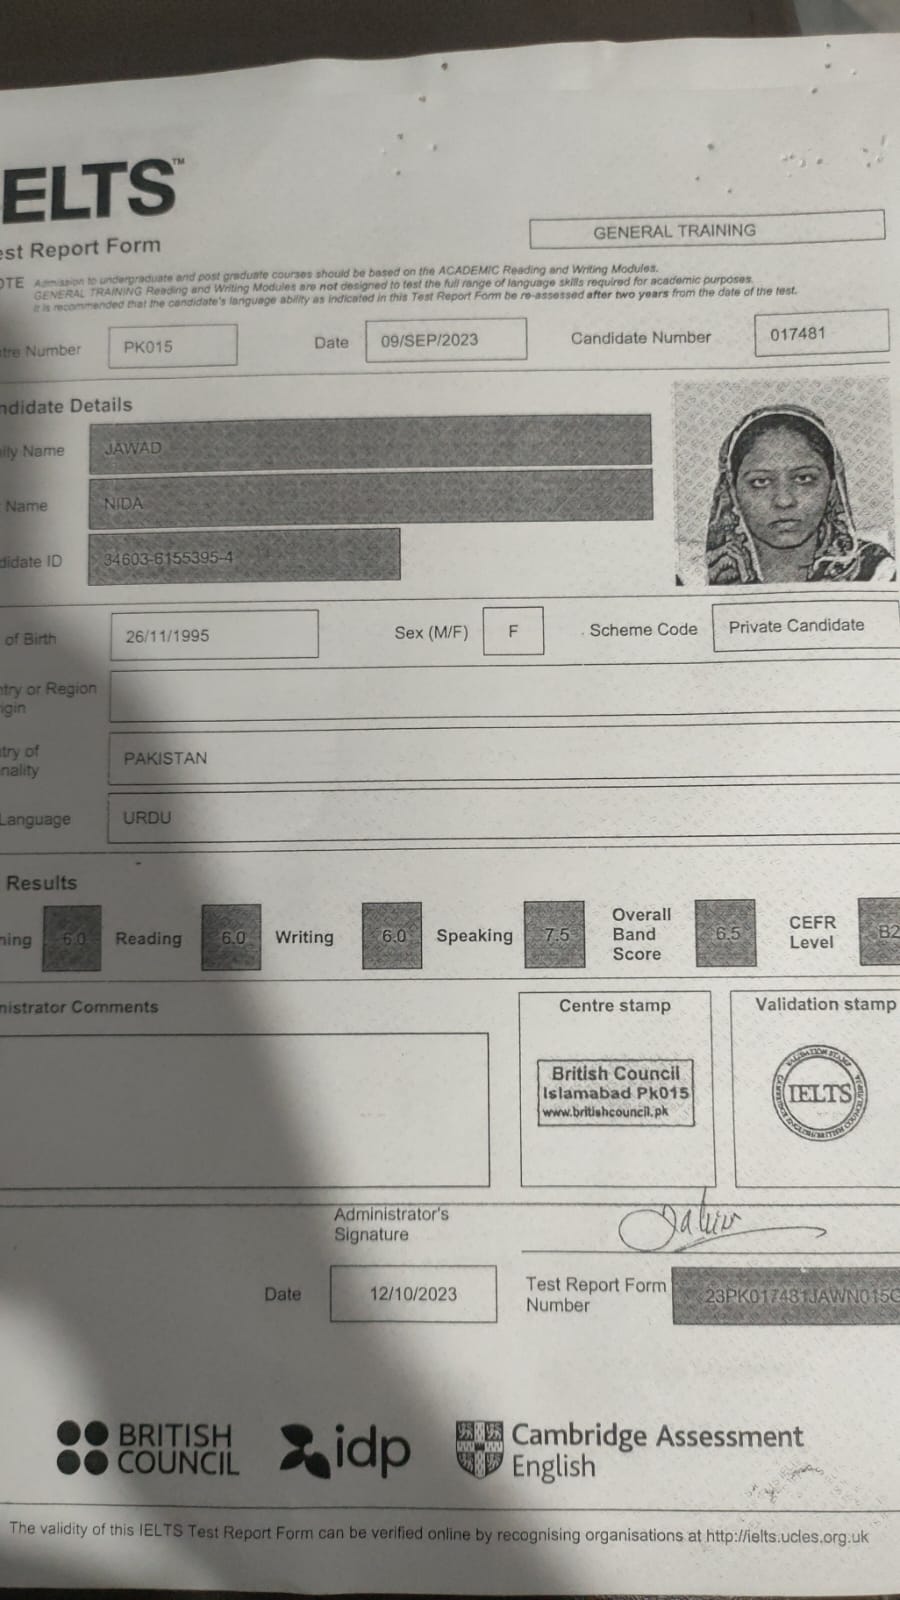 IELTS™
Test Report Form
GENERAL TRAINING
NOTE Admission to undergraduate and post graduate courses should be based on the ACADEMIC Reading and Writing Modules.
GENERAL TRAINING Reading and Writing Modules are not designed to test the full range of language skills required for academic purposes.
It is recommended that the candidate's language ability as indicated in this Test Report Form be re-assessed after two years from the date of the test.
tre Number PK015 Date 09/SEP/2023 Candidate Number 017481
ndidate Details
ily Name JAWAD
Name NIDA
didate ID 34603-6155395-4
of Birth 26/11/1995 Sex (M/F) F Scheme Code Private Candidate
ntry or Region
igin
try of
nality PAKISTAN
Language URDU
Results
ning 6.0 Reading 6.0 Writing 6.0 Speaking 7.5 Overall Band Score 6.5 CEFR Level B2
nistrator Comments
Centre stamp
Validation stamp
British Council
Islamabad Pk015
www.britishcouncil.pk
VALIDATION STAMP
IELTS
Administrator's
Signature
Date 12/10/2023
Test Report Form
Number 23PK017481JAWN015G
BRITISH
COUNCIL
idp
Cambridge Assessment
English
The validity of this IELTS Test Report Form can be verified online by recognising organisations at http://ielts.ucles.org.uk